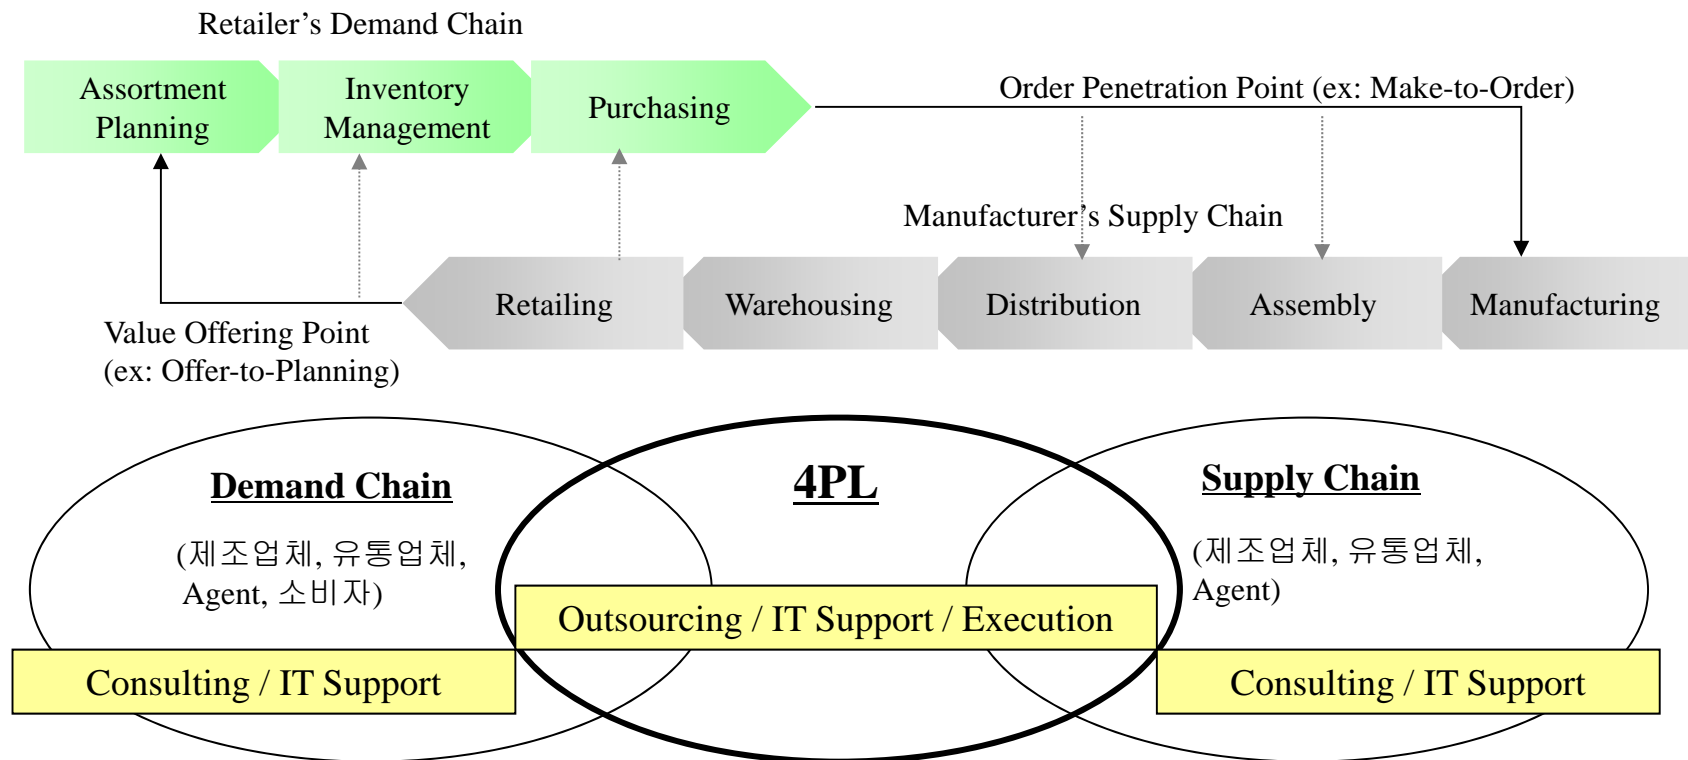 Retailer’s Demand Chain
Assortment
Planning
Inventory
Management
Purchasing
Order Penetration Point (ex: Make-to-Order)
Manufacturer’s Supply Chain
Retailing
Warehousing
Distribution
Assembly
Manufacturing
Value Offering Point
(ex: Offer-to-Planning)
Demand Chain
(제조업체, 유통업체,
Agent, 소비자)
4PL
Supply Chain
(제조업체, 유통업체,
Agent)
Outsourcing / IT Support / Execution
Consulting / IT Support
Consulting / IT Support